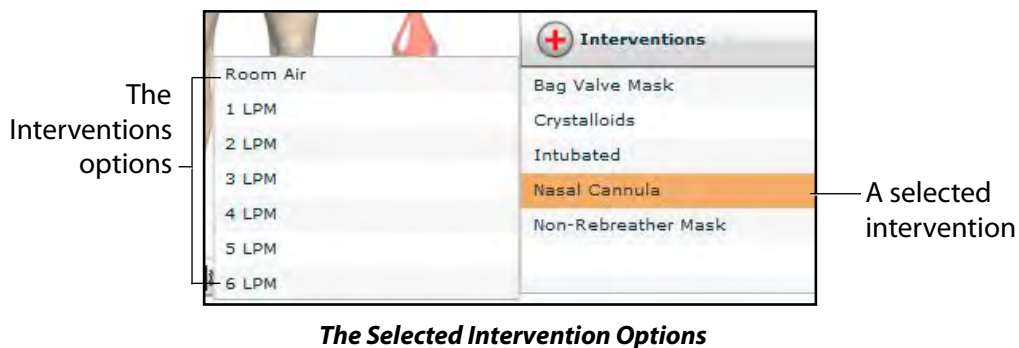 The
Interventions
options
Room Air
1 LPM
2 LPM
3 LPM
4 LPM
5 LPM
6 LPM
Interventions
Bag Valve Mask
Crystalloids
Intubated
Nasal Cannula
Non-Rebreather Mask
A selected
intervention
The Selected Intervention Options